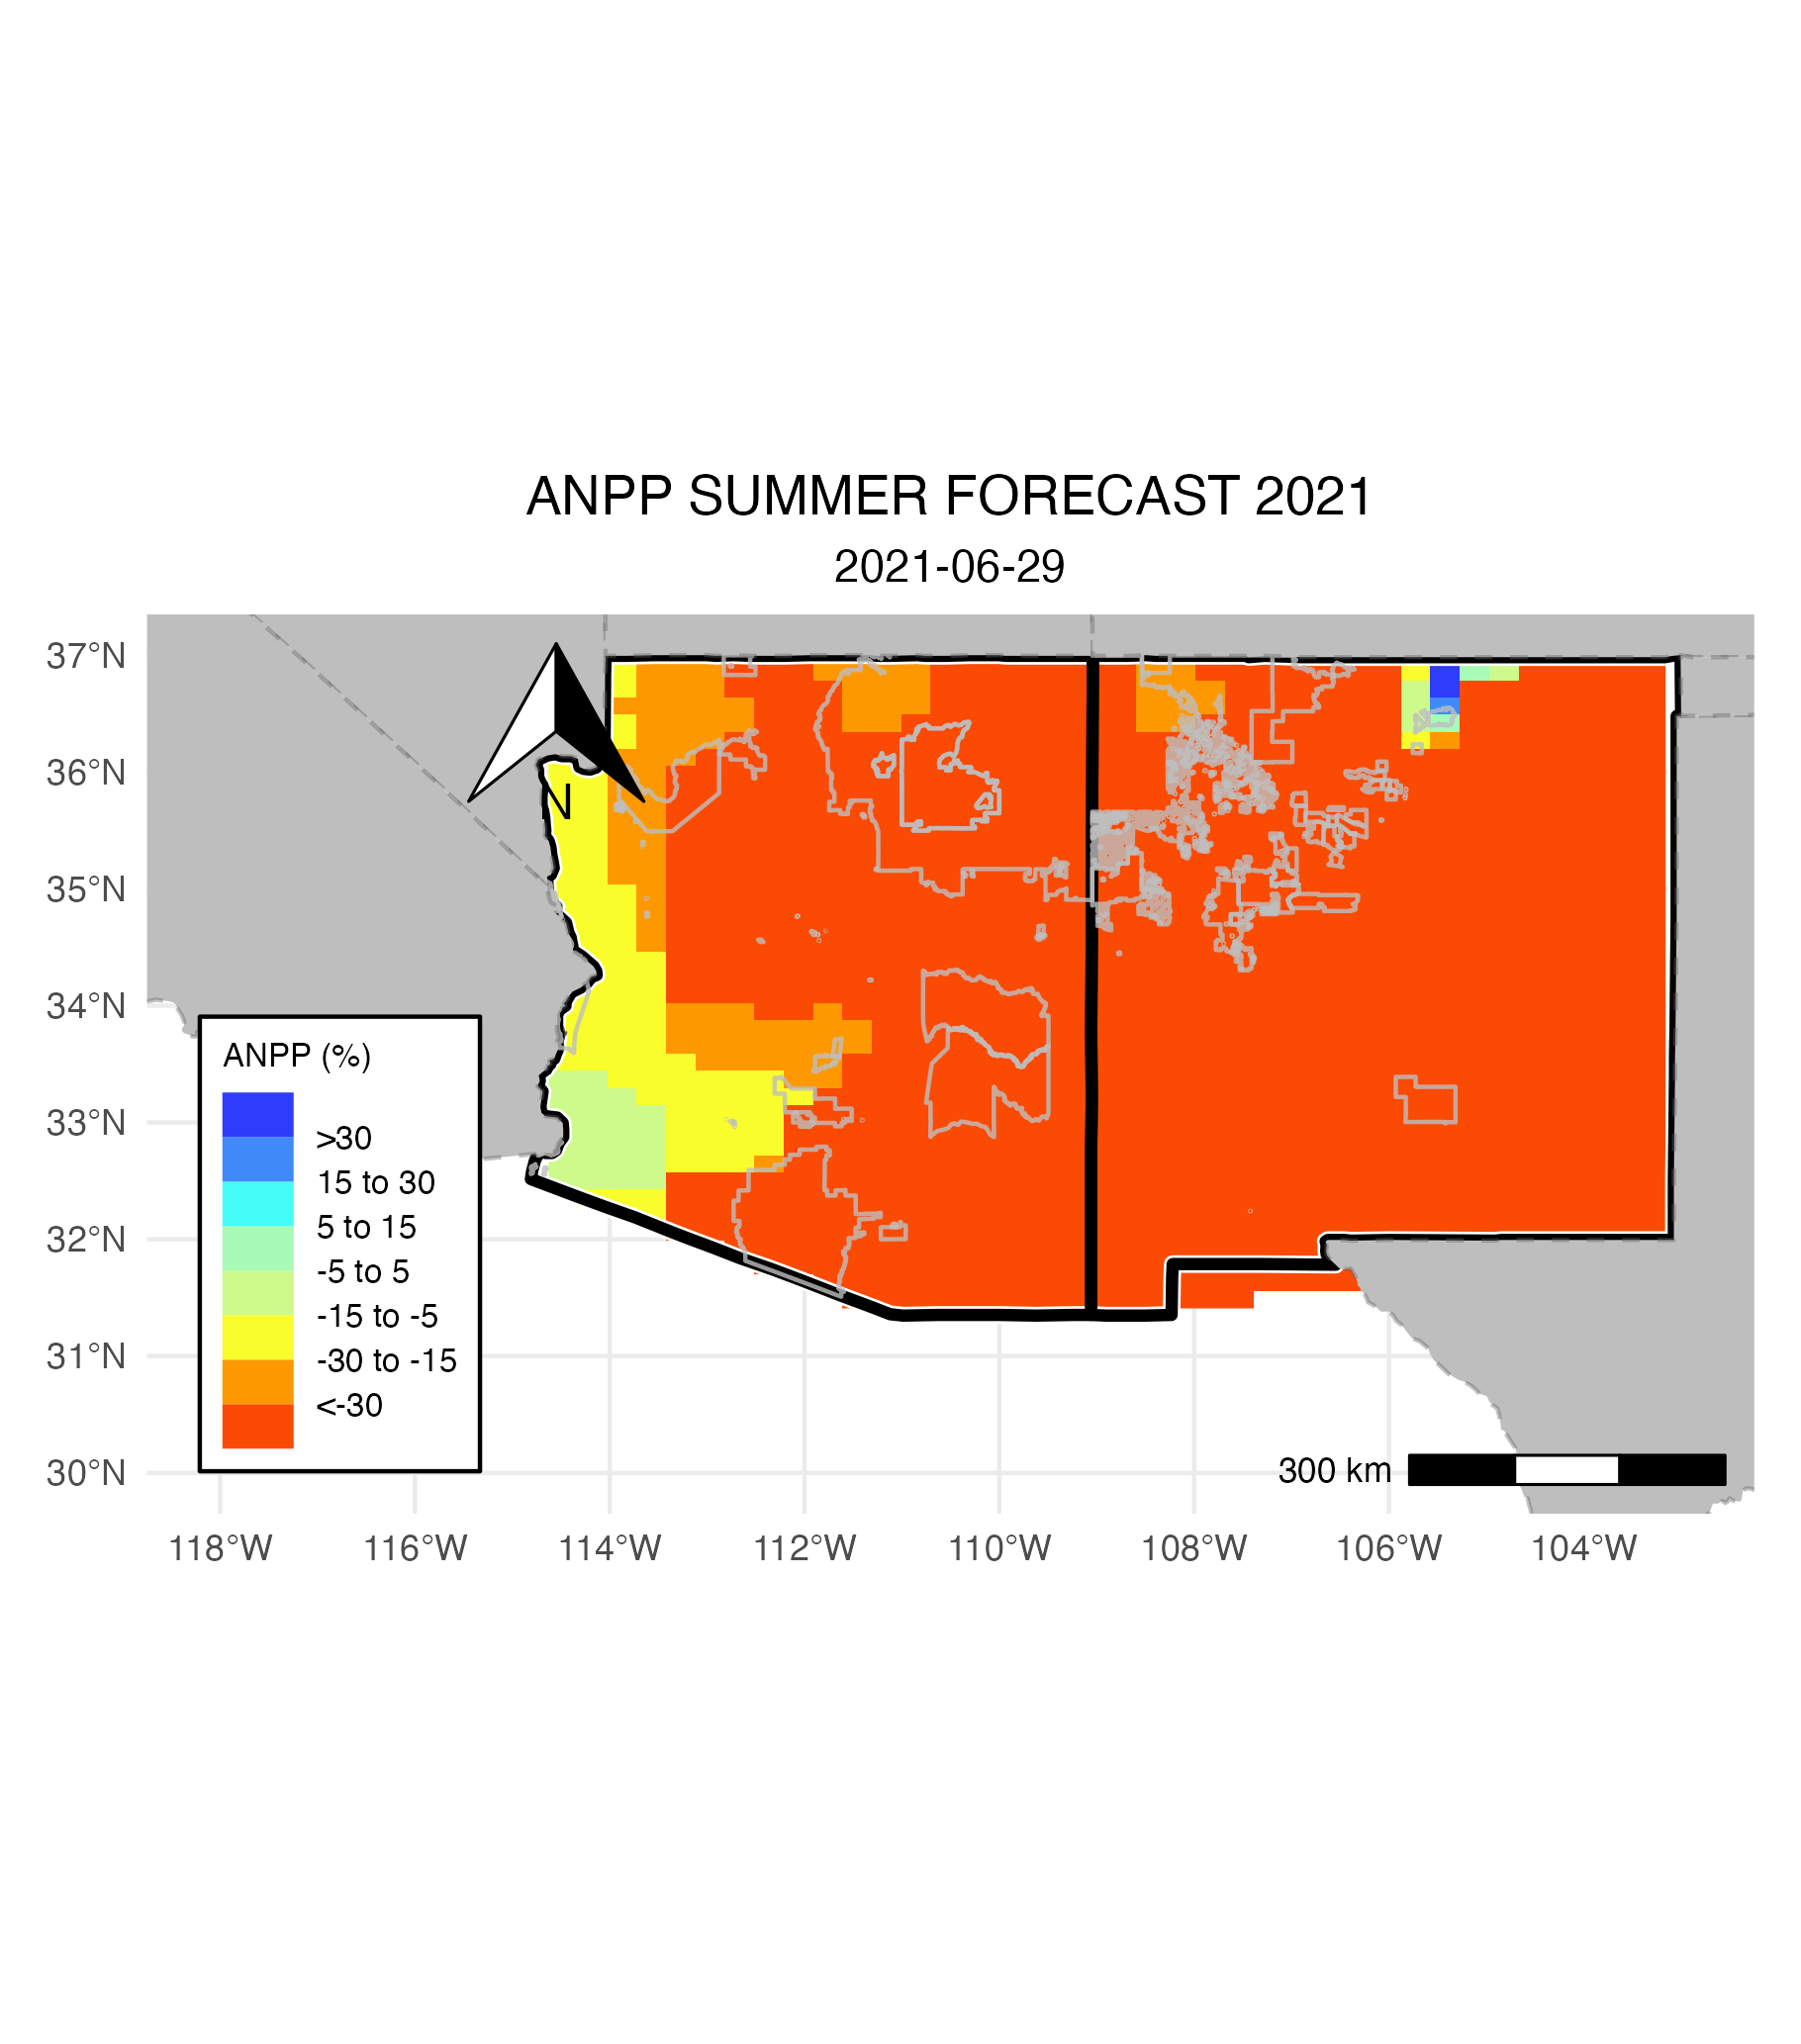 ANPP SUMMER FORECAST 2021
2021-06-29
37°N
36°N
35°N
34°N
33°N
32°N
31°N
30°N
N
ANPP (%)
>30
15 to 30
5 to 15
-5 to 5
-15 to -5
-30 to -15
<-30
300 km
118°W 116°W 114°W 112°W 110°W 108°W 106°W 104°W